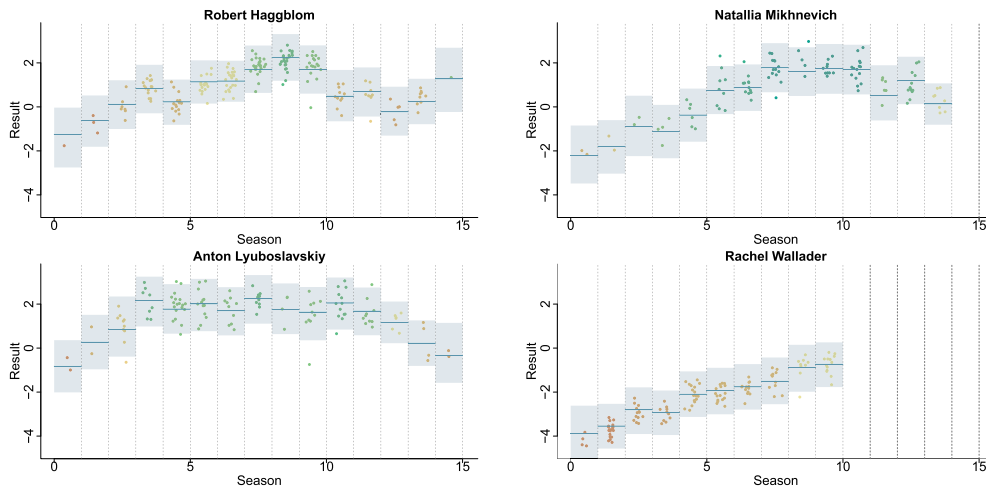 Robert Haggblom
Result
2
0
−2
−4
0 5 10 15
Season
Natallia Mikhnevich
Result
2
0
−2
−4
0 5 10 15
Season
Anton Lyuboslavskiy
Result
2
0
−2
−4
0 5 10 15
Season
Rachel Wallader
Result
2
0
−2
−4
0 5 10 15
Season